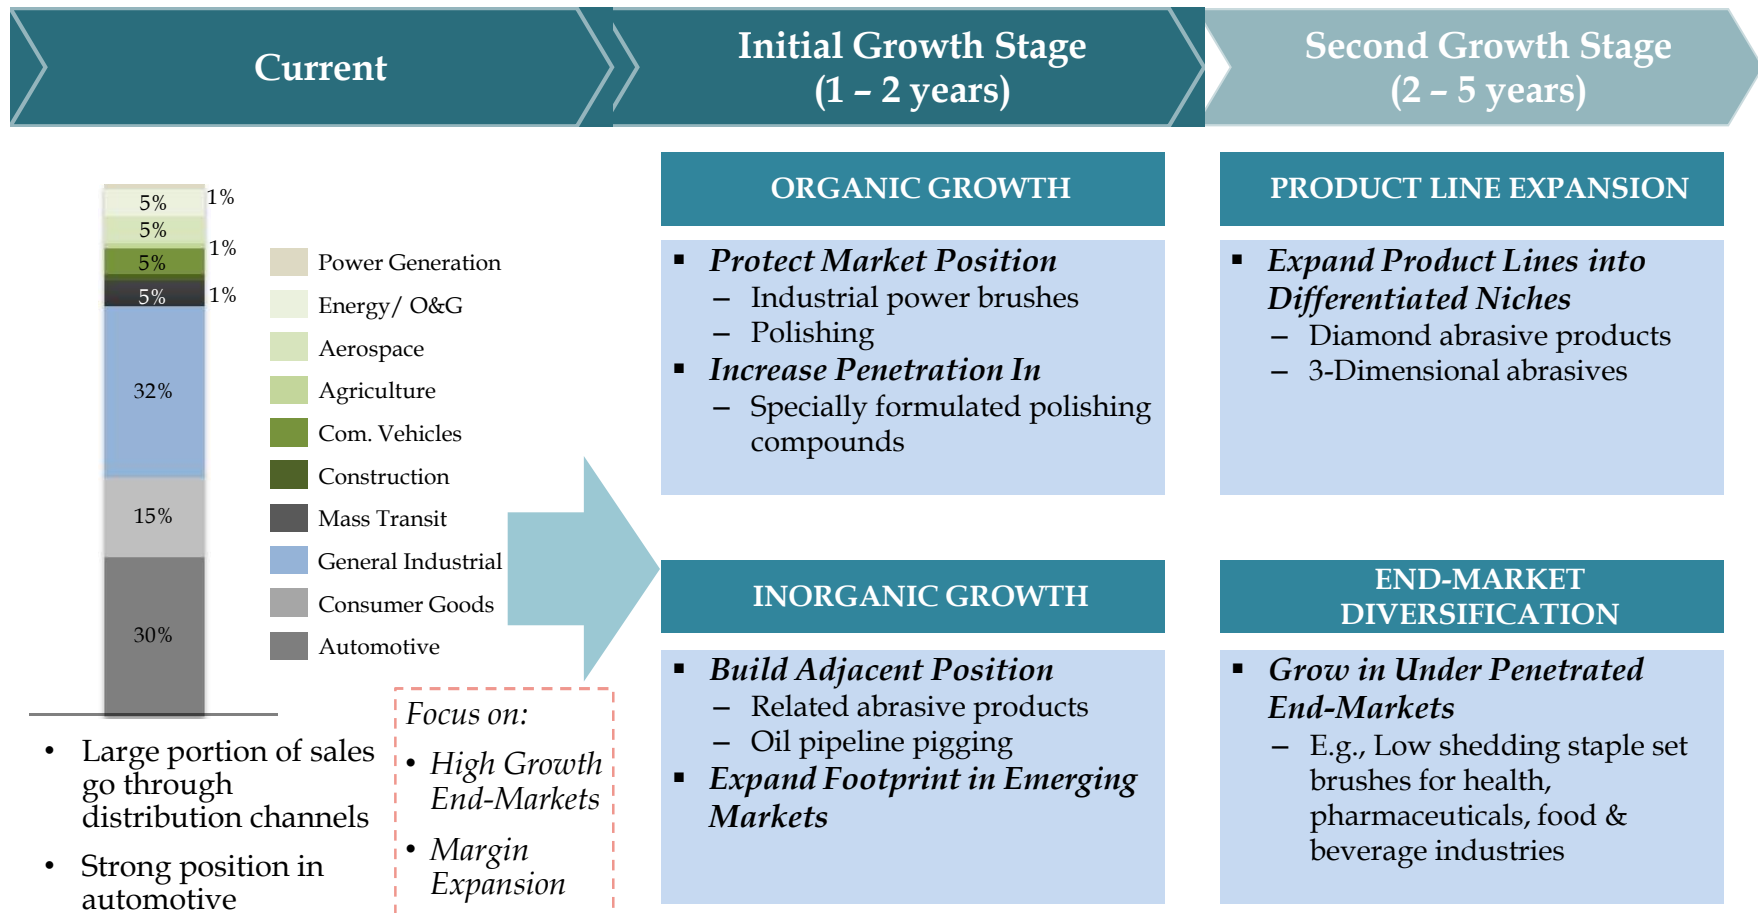 Current
Initial Growth Stage
(1 – 2 years)
Second Growth Stage
(2 – 5 years)
5%
1%
5%
1%
5%
5%
1%
32%
15%
30%
Power Generation
Energy/ O&G
Aerospace
Agriculture
Com. Vehicles
Construction
Mass Transit
General Industrial
Consumer Goods
Automotive
• Large portion of sales
go through
distribution channels
• Strong position in
automotive
Focus on:
• High Growth
End-Markets
• Margin
Expansion
ORGANIC GROWTH
▪ Protect Market Position
– Industrial power brushes
– Polishing
▪ Increase Penetration In
– Specially formulated polishing
compounds
INORGANIC GROWTH
▪ Build Adjacent Position
– Related abrasive products
– Oil pipeline pigging
▪ Expand Footprint in Emerging
Markets
PRODUCT LINE EXPANSION
▪ Expand Product Lines into
Differentiated Niches
– Diamond abrasive products
– 3-Dimensional abrasives
END-MARKET
DIVERSIFICATION
▪ Grow in Under Penetrated
End-Markets
– E.g., Low shedding staple set
brushes for health,
pharmaceuticals, food &
beverage industries